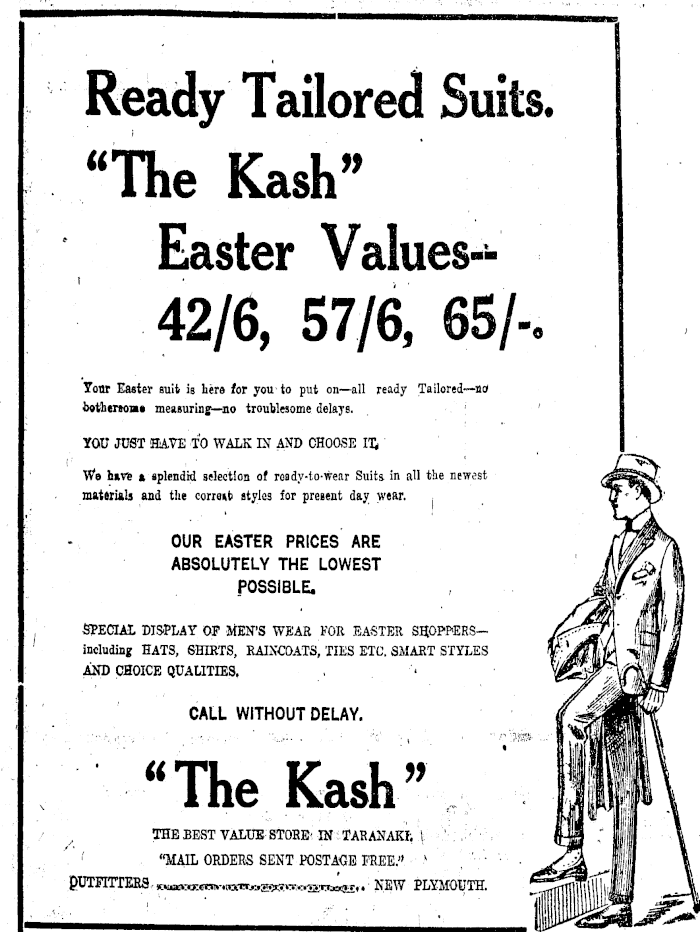 Ready Tailored Suits.
“The Kash”
Easter Values--
42/6, 57/6, 65/-.
Your Easter suit is here for you to put on—all ready Tailored—no
bothersome measuring—no troublesome delays.
YOU JUST HAVE TO WALK IN AND CHOOSE IT.
We have a splendid selection of ready-to-wear Suits in all the newest
materials and the correct styles for present day wear.
OUR EASTER PRICES ARE
ABSOLUTELY THE LOWEST
POSSIBLE.
SPECIAL DISPLAY OF MEN'S WEAR FOR EASTER SHOPPERS—
including HATS, SHIRTS, RAINCOATS, TIES ETC. SMART STYLES
AND CHOICE QUALITIES.
CALL WITHOUT DELAY.
“The Kash”
THE BEST VALUE STORE IN TARANAKI.
“MAIL ORDERS SENT POSTAGE FREE.”
OUTFITTERS NEW PLYMOUTH.